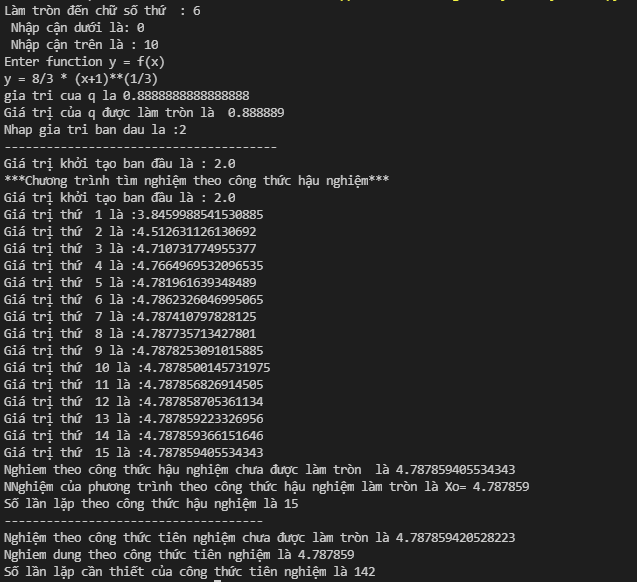 Làm tròn đến chữ số thứ  : 6
 Nhập cận dưới là: 0
 Nhập cận trên là : 10
Enter function y = f(x)
y = 8/3 * (x+1)**(1/3)
gia tri cua q la 0.8888888888888888
Giá trị của q được làm tròn là  0.888889
Nhap gia tri ban dau la :2
---------------------------------------
Giá trị khởi tạo ban đầu là : 2.0
***Chương trình tìm nghiệm theo công thức hậu nghiệm***
Giá trị khởi tạo ban đầu là : 2.0
Giá trị thứ  1 là :3.8459988541530885
Giá trị thứ  2 là :4.512631126130692
Giá trị thứ  3 là :4.710731774955377
Giá trị thứ  4 là :4.7664969532096535
Giá trị thứ  5 là :4.781961639348489
Giá trị thứ  6 là :4.7862326046995065
Giá trị thứ  7 là :4.787410797828125
Giá trị thứ  8 là :4.787735713427801
Giá trị thứ  9 là :4.7878253091015885
Giá trị thứ  10 là :4.7878500145731975
Giá trị thứ  11 là :4.787856826914505
Giá trị thứ  12 là :4.787858705361134
Giá trị thứ  13 là :4.787859223326956
Giá trị thứ  14 là :4.787859366151646
Giá trị thứ  15 là :4.787859405534343
Nghiem theo công thức hậu nghiệm chưa được làm tròn  là 4.787859405534343
NNghiệm của phương trình theo công thức hậu nghiệm làm tròn là Xo= 4.787859
Số lần lặp theo công thức hậu nghiệm là 15
-------------------------------------
Nghiệm theo công thức tiên nghiệm chưa được làm tròn là 4.787859420528223
Nghiem dung theo công thức tiên nghiệm là 4.787859
Số lần lặp cần thiết của công thức tiên nghiệm là 142